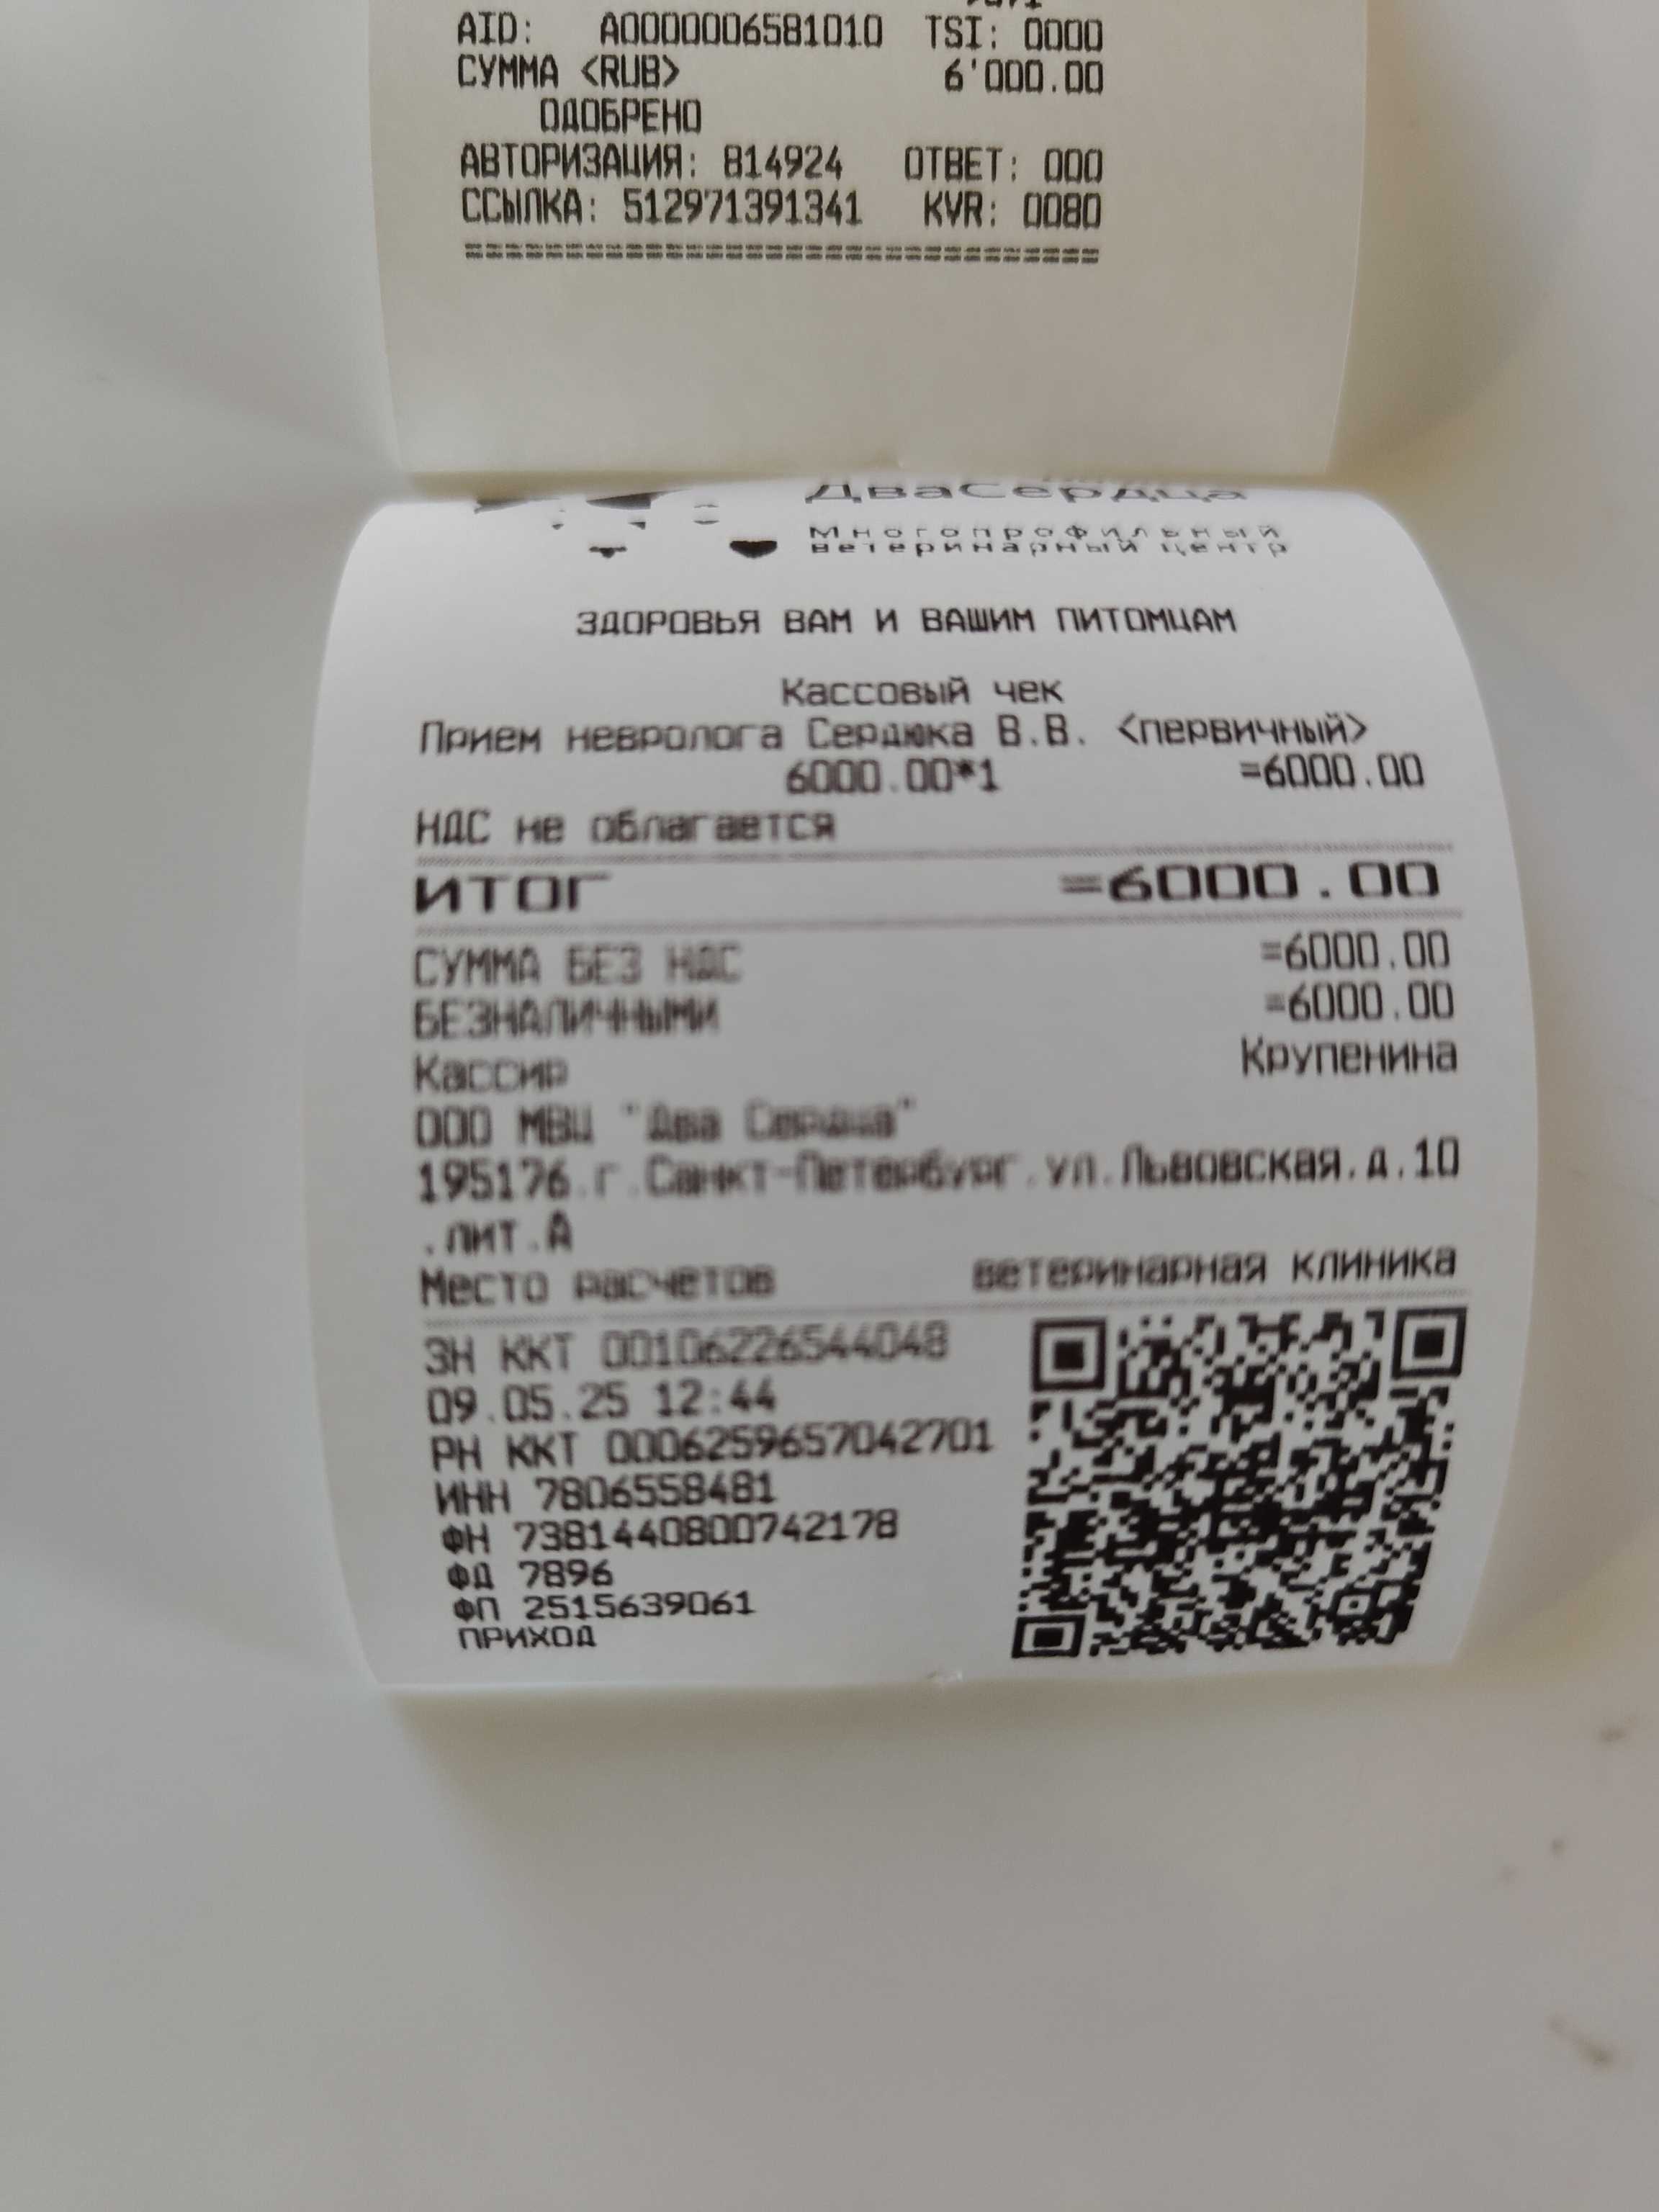 AID: A0000006581010 TSI: 0000
СУММА <RUB> 6'000.00
ОДОБРЕНО
АВТОРИЗАЦИЯ: 814924 ОТВЕТ: 000
ССЫЛКА: 512971391341 KVR: 0080
ДваСердца
Многопрофильный
ветеринарный центр
ЗДОРОВЬЯ ВАМ И ВАШИМ ПИТОМЦАМ
Кассовый чек
Прием невролога Сердюка В.В. <первичный>
6000.00*1 =6000.00
НДС не облагается
ИТОГ =6000.00
СУММА БЕЗ НДС =6000.00
БЕЗНАЛИЧНЫМИ =6000.00
Кассир Крупенина
ООО МВЦ "Два Сердца"
195176.г.Санкт-Петербург.ул.Львовская.д.10
.лит.А
Место расчетов ветеринарная клиника
ЗН ККТ 00106226544048
09.05.25 12:44
РН ККТ 0006259657042701
ИНН 7806558481
ФН 7381440800742178
ФД 7896
ФП 2515639061
ПРИХОД